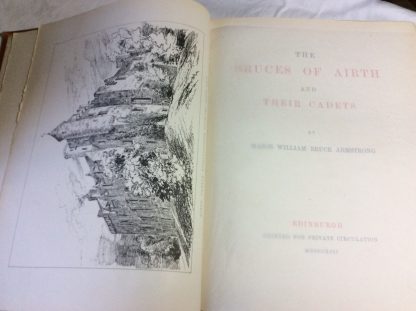 THE
BRUCES OF AIRTH
AND
THEIR CADETS
BY
MAJOR WILLIAM BRUCE ARMSTRONG
EDINBURGH
PRINTED FOR PRIVATE CIRCULATION